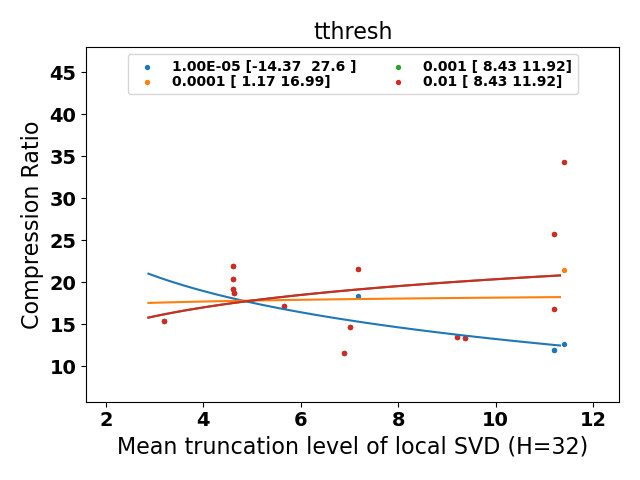 tthresh
1.00E-05 [-14.37  27.6 ]
0.0001 [ 1.17 16.99]
0.001 [ 8.43 11.92]
0.01 [ 8.43 11.92]
Compression Ratio
45
40
35
30
25
20
15
10
2 4 6 8 10 12
Mean truncation level of local SVD (H=32)